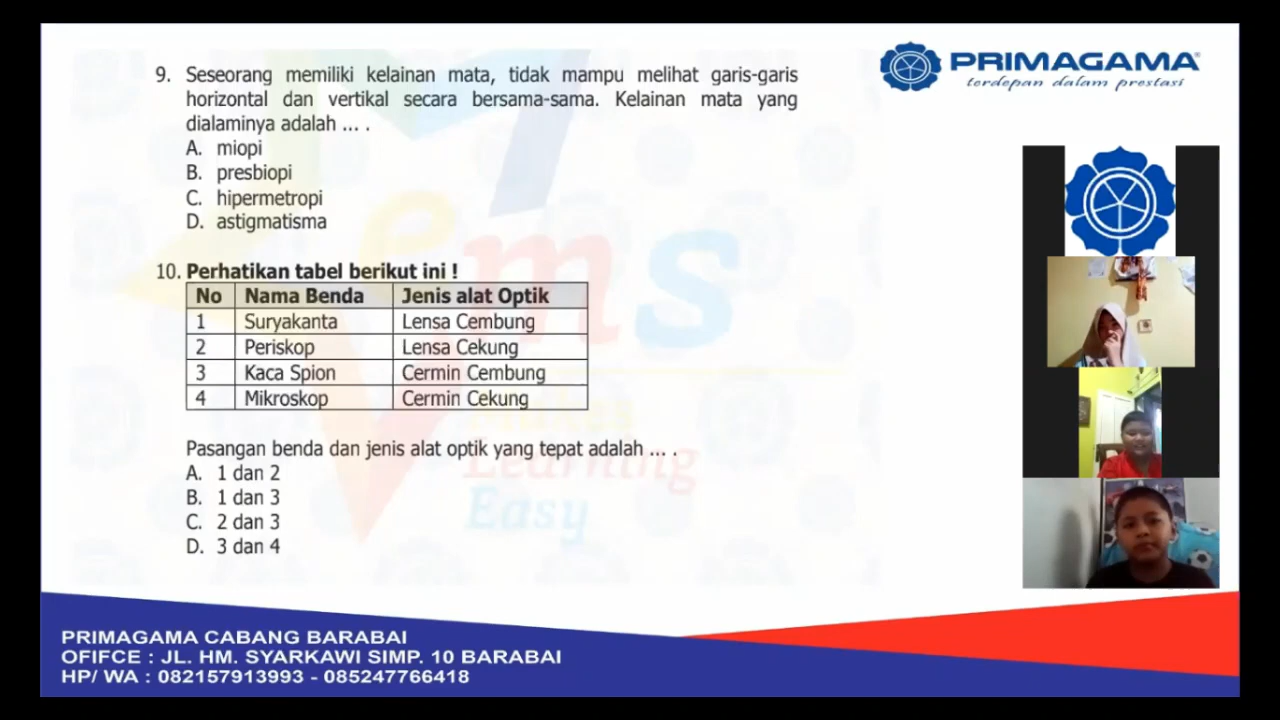 9. Seseorang memiliki kelainan mata, tidak mampu melihat garis-garis
horizontal dan vertikal secara bersama-sama. Kelainan mata yang
dialaminya adalah ... .
A. miopi
B. presbiopi
C. hipermetropi
D. astigmatisma
10. Perhatikan tabel berikut ini !
No Nama Benda Jenis alat Optik
1 Suryakanta Lensa Cembung
2 Periskop Lensa Cekung
3 Kaca Spion Cermin Cembung
4 Mikroskop Cermin Cekung
Pasangan benda dan jenis alat optik yang tepat adalah ... .
A. 1 dan 2
B. 1 dan 3
C. 2 dan 3
D. 3 dan 4
ems
Makes
Learning
Easy
PRIMAGAMA
terdepan dalam prestasi
PRIMAGAMA CABANG BARABAI
OFIFCE : JL. HM. SYARKAWI SIMP. 10 BARABAI
HP/ WA : 082157913993 - 085247766418